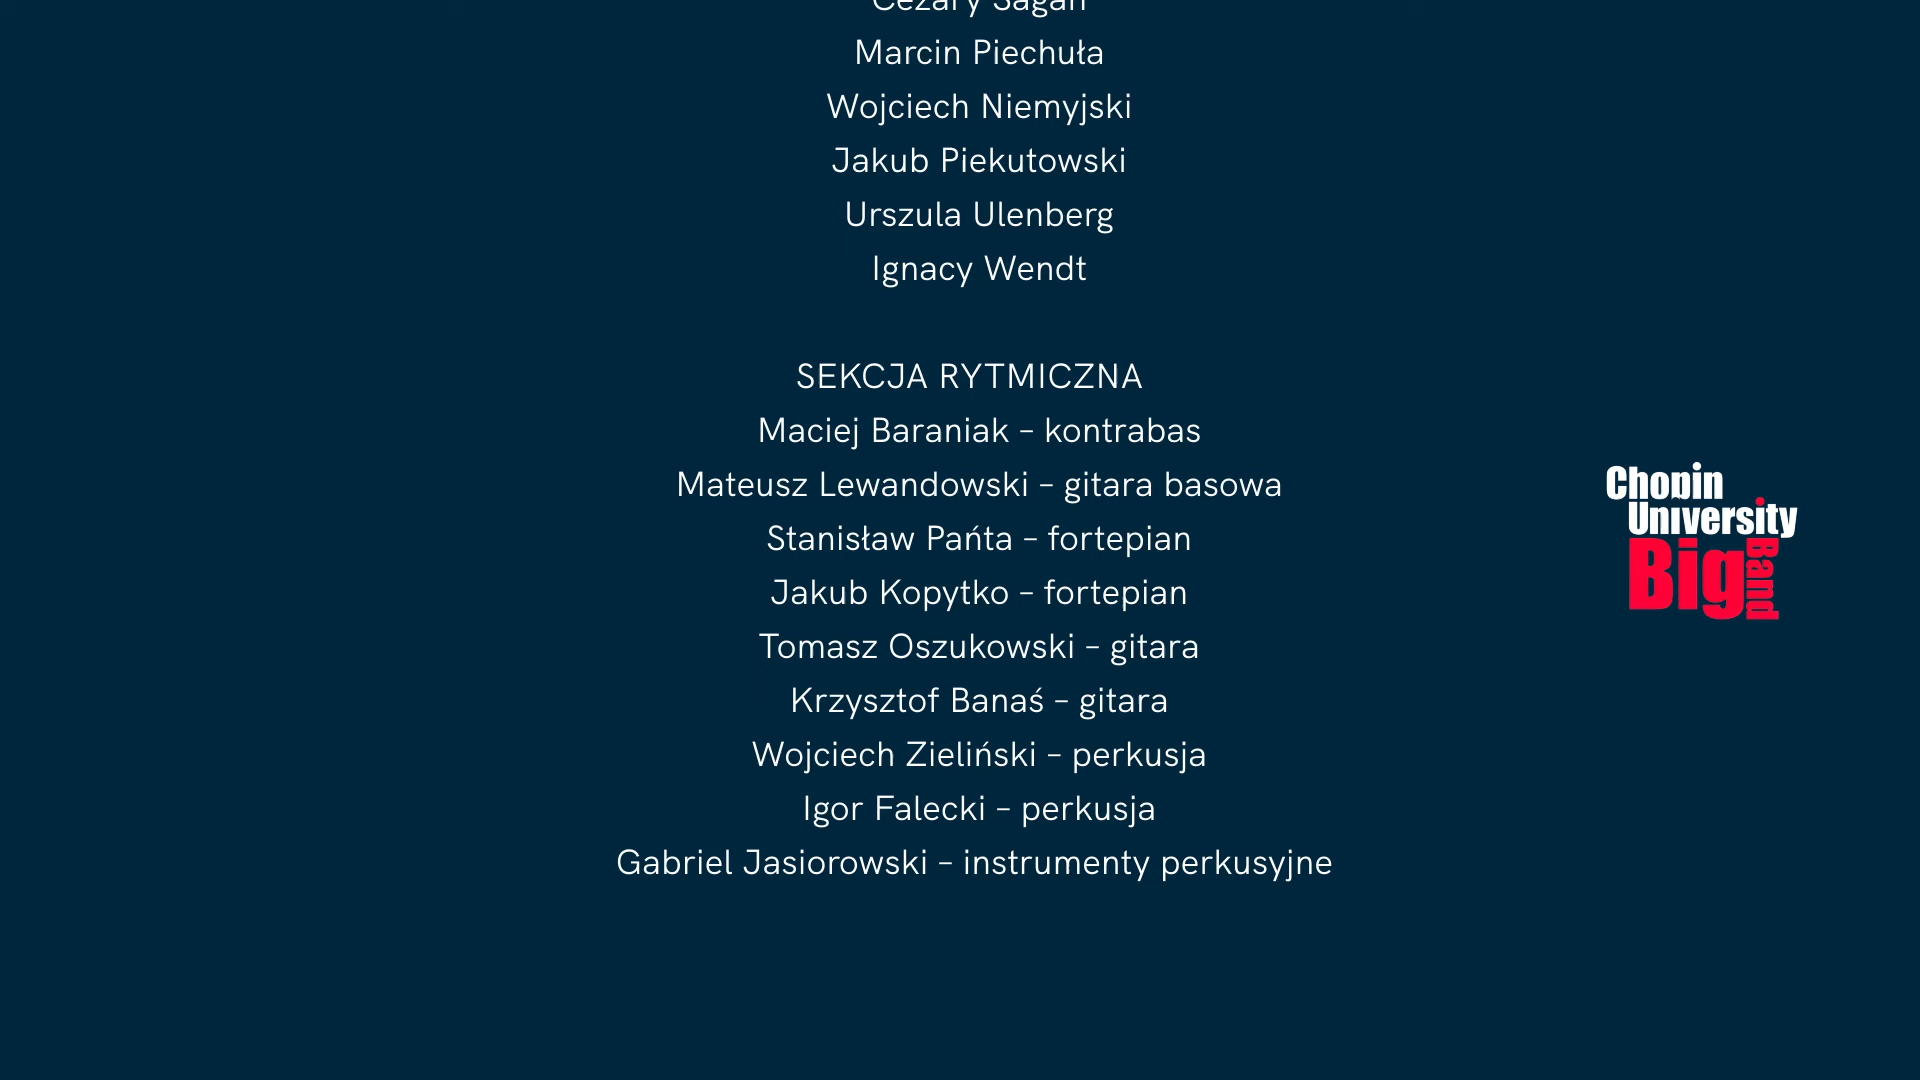 Cezary Sagan
Marcin Piechuła
Wojciech Niemyjski
Jakub Piekutowski
Urszula Ulenberg
Ignacy Wendt
SEKCJA RYTMICZNA
Maciej Baraniak – kontrabas
Mateusz Lewandowski – gitara basowa
Stanisław Pańta – fortepian
Jakub Kopytko – fortepian
Tomasz Oszukowski – gitara
Krzysztof Banaś – gitara
Wojciech Zieliński – perkusja
Igor Falecki – perkusja
Gabriel Jasiorowski – instrumenty perkusyjne
Chopin
University
Big
Band